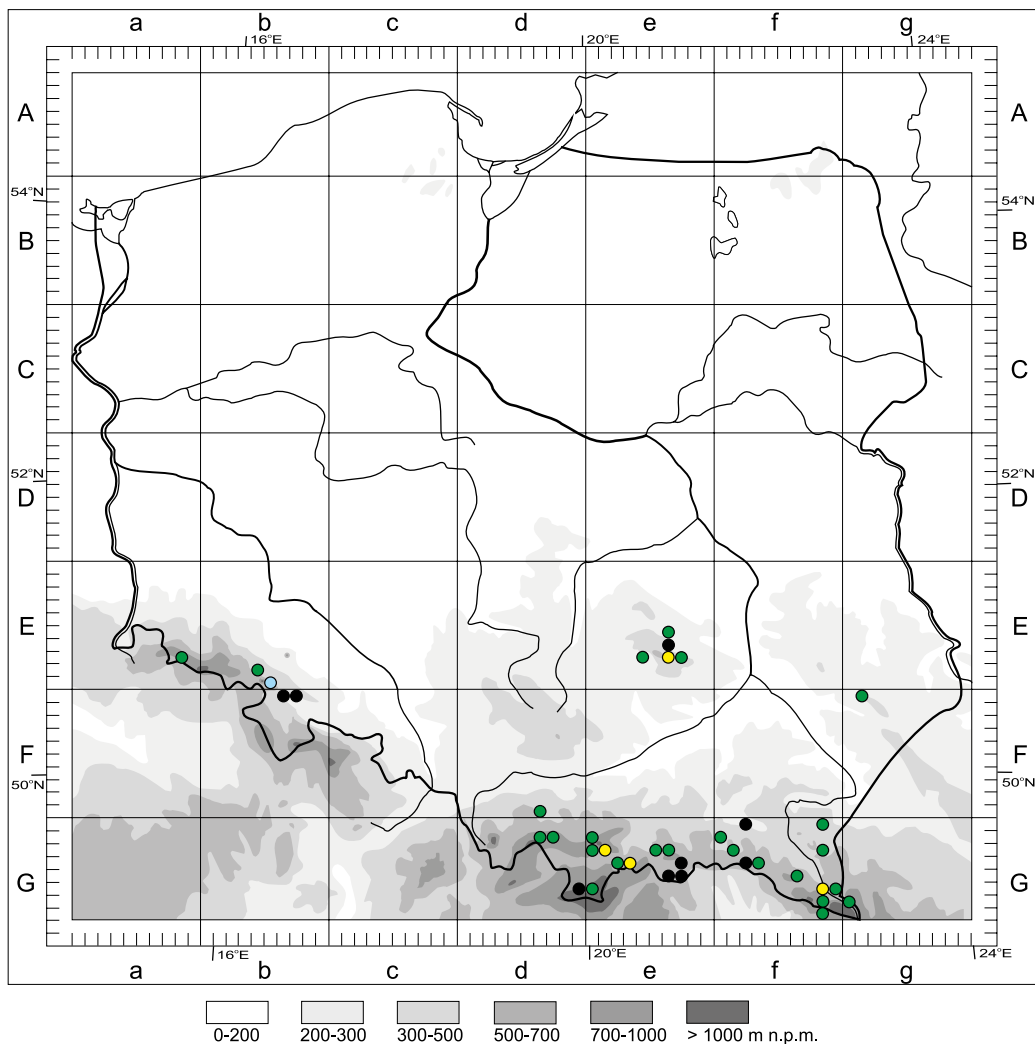 a b c d e f g
16°E 20°E 24°E
A A
54°N 54°N
B B
C C
52°N 52°N
D D
E E
F F
50°N 50°N
G G
16°E 20°E 24°E
a b c d e f g
0-200 200-300 300-500 500-700 700-1000 > 1000 m n.p.m.